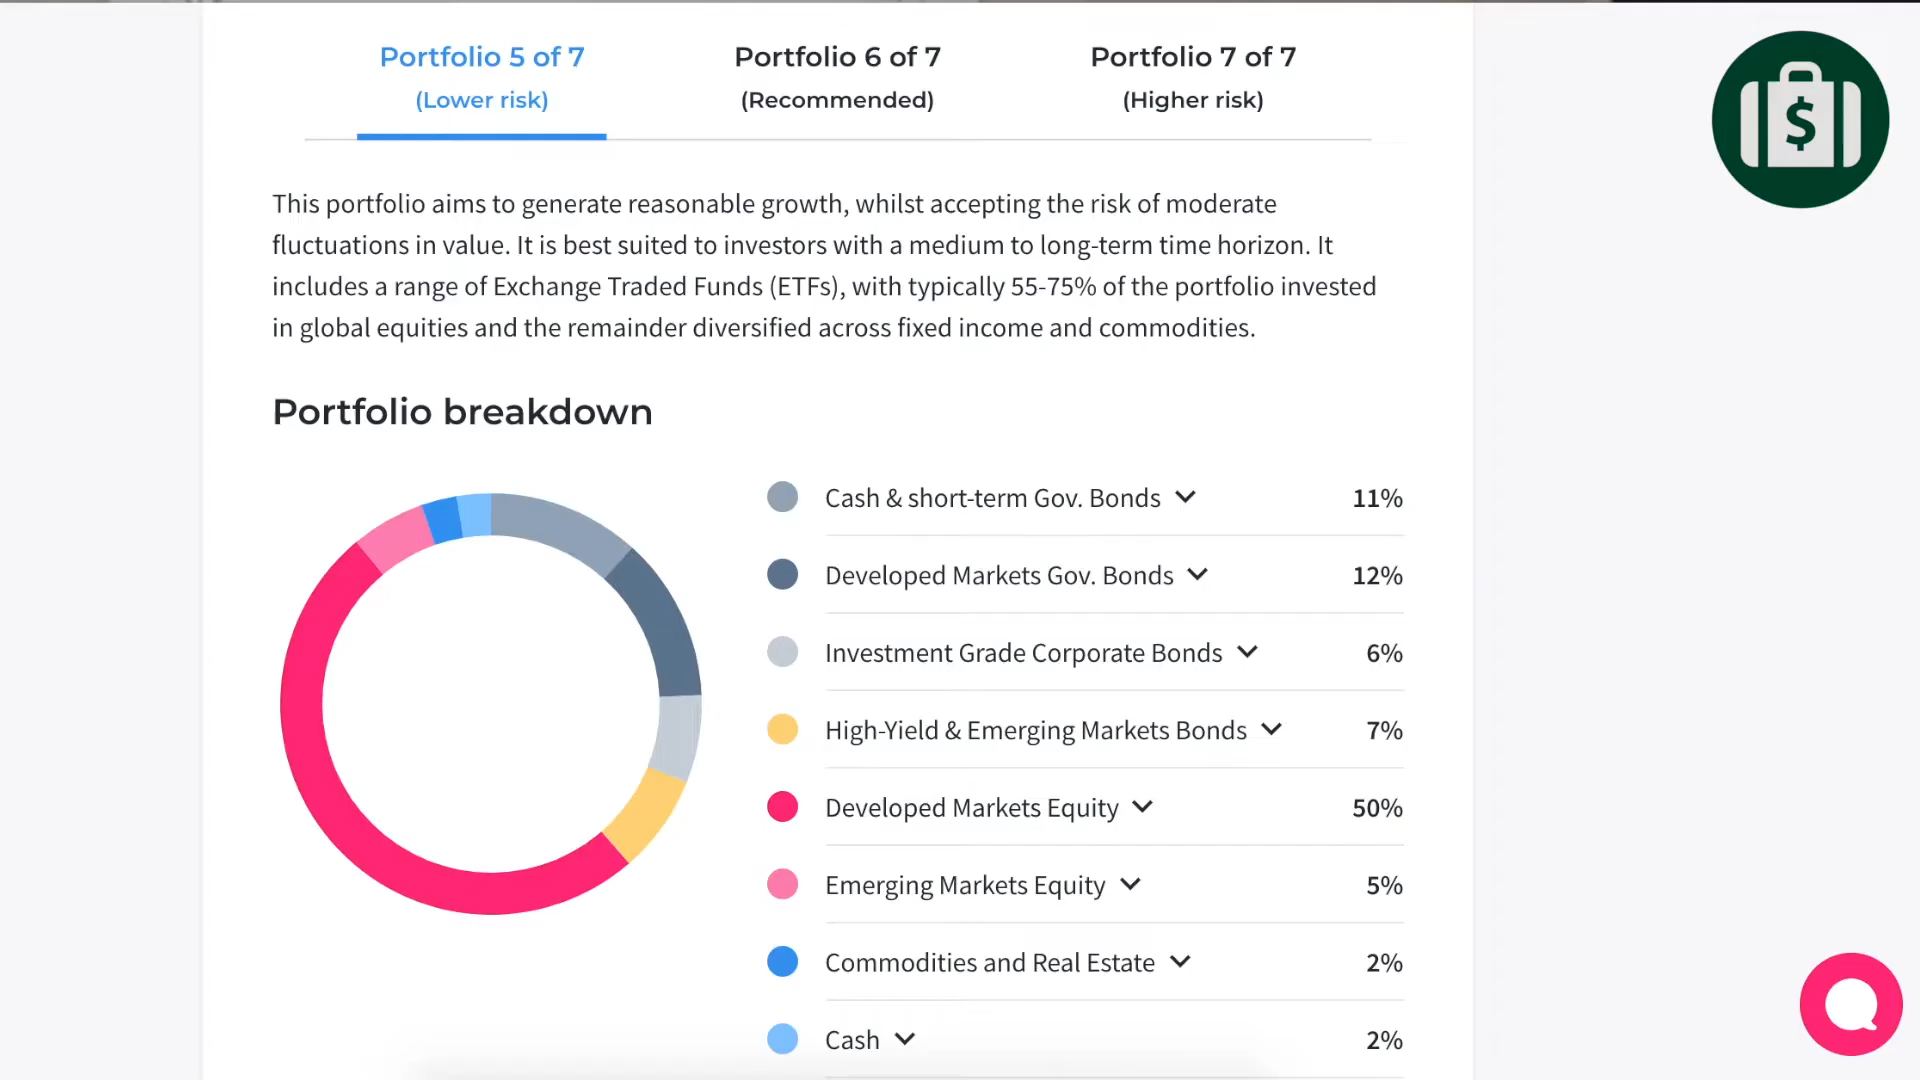 Portfolio 5 of 7
(Lower risk)
Portfolio 6 of 7
(Recommended)
Portfolio 7 of 7
(Higher risk)
$
This portfolio aims to generate reasonable growth, whilst accepting the risk of moderate
fluctuations in value. It is best suited to investors with a medium to long-term time horizon. It
includes a range of Exchange Traded Funds (ETFs), with typically 55-75% of the portfolio invested
in global equities and the remainder diversified across fixed income and commodities.
Portfolio breakdown
Cash & short-term Gov. Bonds 11%
Developed Markets Gov. Bonds 12%
Investment Grade Corporate Bonds 6%
High-Yield & Emerging Markets Bonds 7%
Developed Markets Equity 50%
Emerging Markets Equity 5%
Commodities and Real Estate 2%
Cash 2%